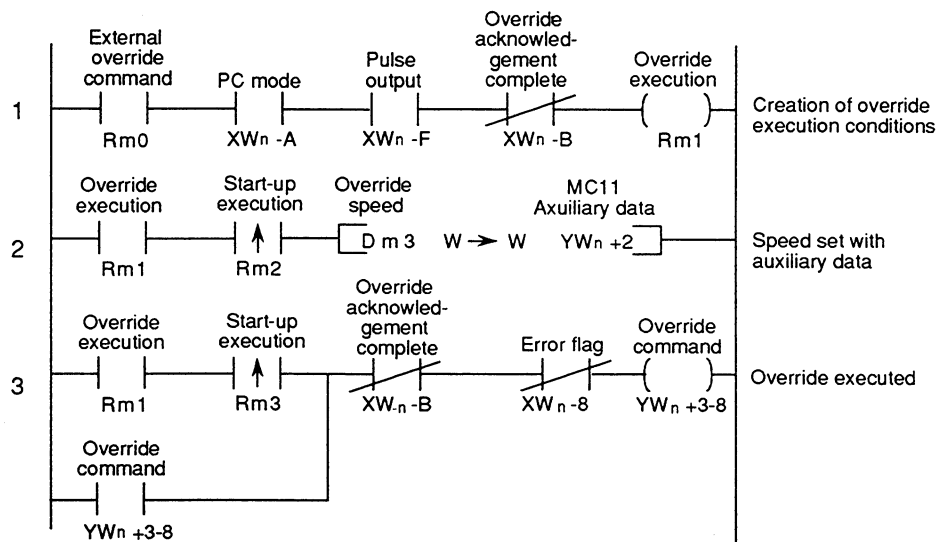 External
override
command
PC mode
Pulse
output
Override
acknowled-
gement
complete
Override
execution
1
Rm0
XWn -A
XWn -F
XWn -B
Rm1
Creation of override
execution conditions
Override
execution
Start-up
execution
Override
speed
MC11
Auxiliary data
2
Dm3 W → W YWn +2
Rm1
Rm2
Speed set with
auxiliary data
Override
execution
Start-up
execution
Override
acknowled-
gement
complete
Error flag
Override
command
3
Rm1
Rm3
XW-n -B
XWn -8
YWn +3-8
Override executed
Override
command
YWn +3-8